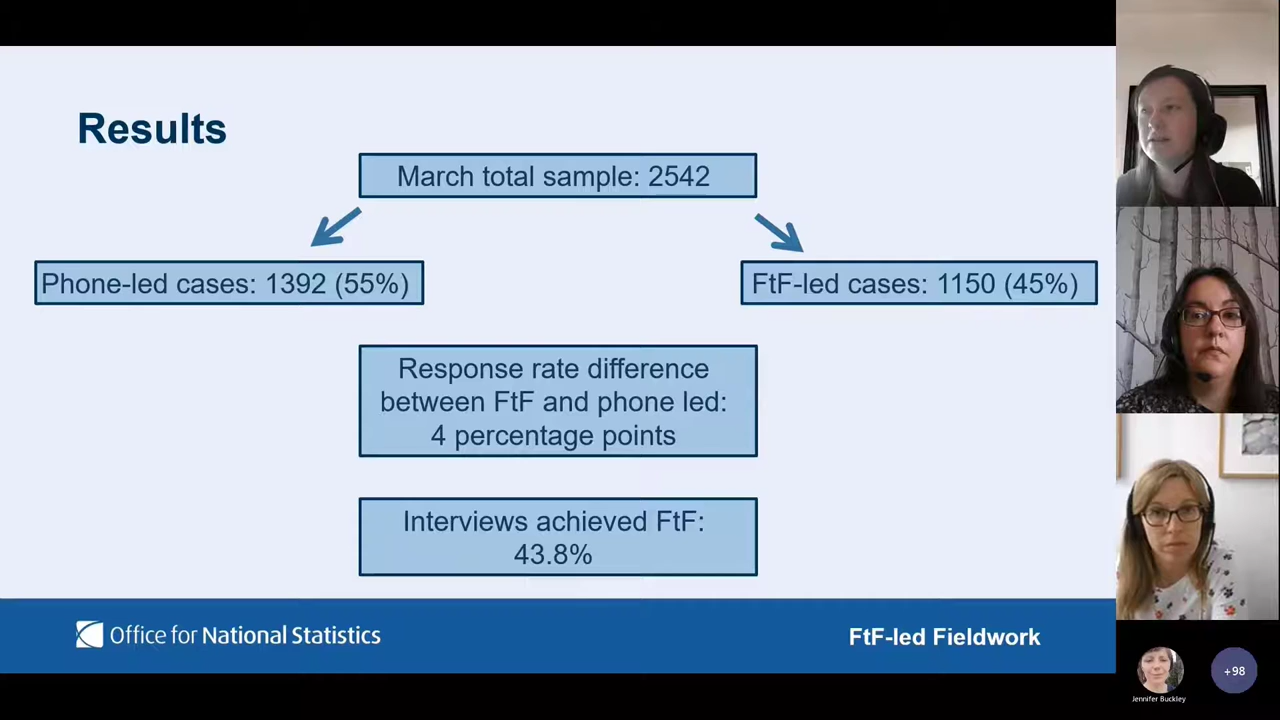 Results
March total sample: 2542
Phone-led cases: 1392 (55%)
FtF-led cases: 1150 (45%)
Response rate difference
between FtF and phone led:
4 percentage points
Interviews achieved FtF:
43.8%
Office for National Statistics
FtF-led Fieldwork
Jennifer Buckley
+98